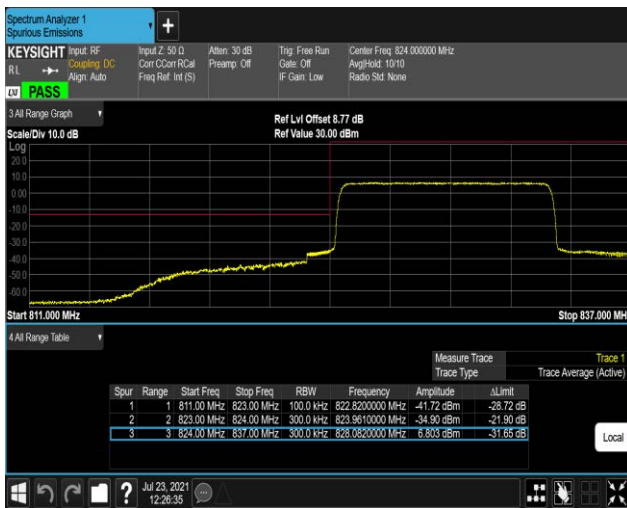 Spectrum Analyzer 1
Spurious Emissions
KEYSIGHT Input: RF Input Z: 50 Ω Atten: 30 dB Trig: Free Run Center Freq: 824.000000 MHz
RL Coupling: DC Corr CCorr RCal Preamp: Off Gate: Off Avg|Hold: 10/10
Align: Auto Freq Ref: Int (S) IF Gain: Low Radio Std: None
LXI PASS
3 All Range Graph
Ref Lvl Offset 8.77 dB
Scale/Div 10.0 dB Ref Value 30.00 dBm
Log
20.0
10.0
0.00
-10.0
-20.0
-30.0
-40.0
-50.0
-60.0
Start 811.000 MHz Stop 837.000 MH
4 All Range Table
Measure Trace Trace 1
Trace Type Trace Average (Active)
Spur Range Start Freq Stop Freq RBW Frequency Amplitude ΔLimit
1 1 811.00 MHz 823.00 MHz 100.0 kHz 822.8200000 MHz -41.72 dBm -28.72 dB
2 2 823.00 MHz 824.00 MHz 300.0 kHz 823.9610000 MHz -34.90 dBm -21.90 dB
3 3 824.00 MHz 837.00 MHz 300.0 kHz 828.0820000 MHz 6.803 dBm -31.65 dB
Local
? Jul 23, 2021
12:26:35